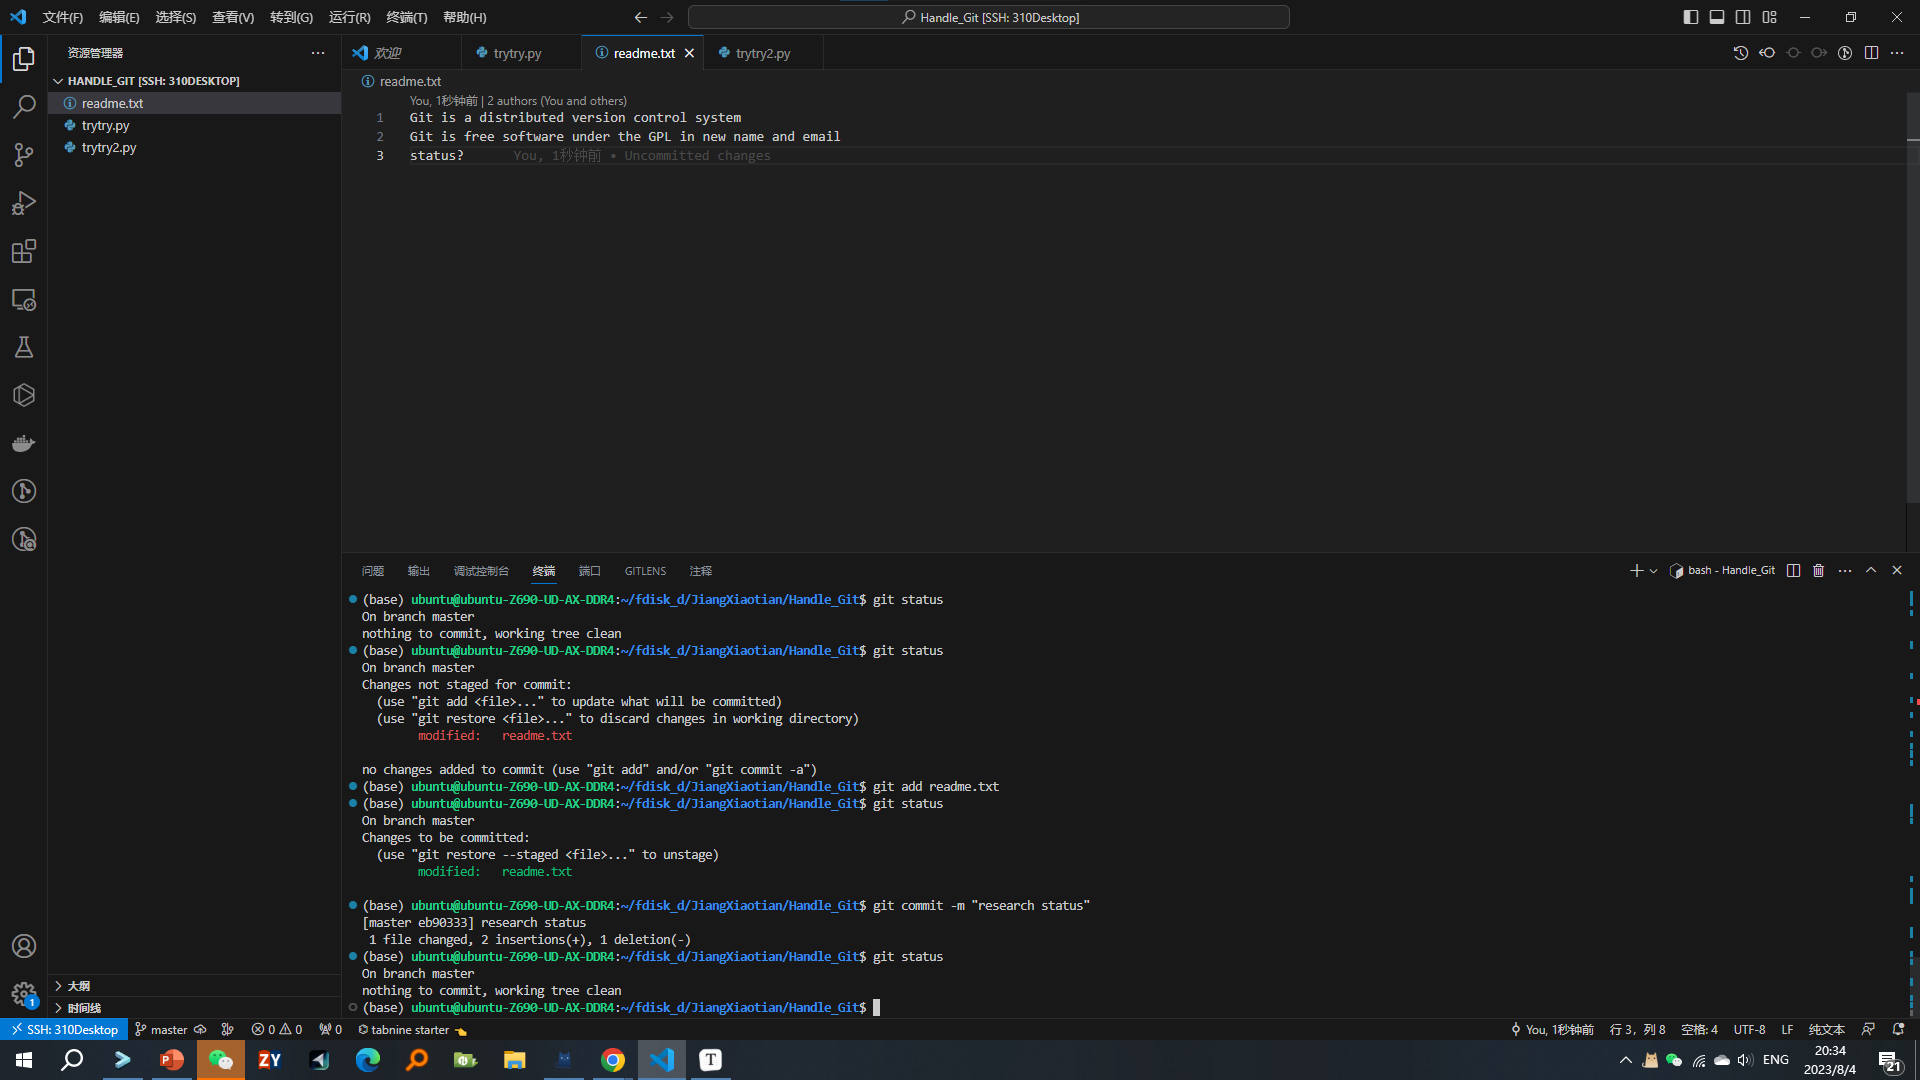 文件(F) 编辑(E) 选择(S) 查看(V) 转到(G) 运行(R) 终端(T) 帮助(H) Handle_Git [SSH: 310Desktop]
资源管理器
HANDLE_GIT [SSH: 310DESKTOP]
readme.txt
trytry.py
trytry2.py
大纲
时间线
欢迎 trytry.py readme.txt trytry2.py
readme.txt
You, 1秒钟前 | 2 authors (You and others)
1 Git is a distributed version control system
2 Git is free software under the GPL in new name and email
3 status? You, 1秒钟前 • Uncommitted changes
问题 输出 调试控制台 终端 端口 GITLENS 注释 bash - Handle_Git
(base) ubuntu@ubuntu-Z690-UD-AX-DDR4:~/fdisk_d/JiangXiaotian/Handle_Git$ git status
On branch master
nothing to commit, working tree clean
(base) ubuntu@ubuntu-Z690-UD-AX-DDR4:~/fdisk_d/JiangXiaotian/Handle_Git$ git status
On branch master
Changes not staged for commit:
(use "git add <file>..." to update what will be committed)
(use "git restore <file>..." to discard changes in working directory)
modified: readme.txt
no changes added to commit (use "git add" and/or "git commit -a")
(base) ubuntu@ubuntu-Z690-UD-AX-DDR4:~/fdisk_d/JiangXiaotian/Handle_Git$ git add readme.txt
(base) ubuntu@ubuntu-Z690-UD-AX-DDR4:~/fdisk_d/JiangXiaotian/Handle_Git$ git status
On branch master
Changes to be committed:
(use "git restore --staged <file>..." to unstage)
modified: readme.txt
(base) ubuntu@ubuntu-Z690-UD-AX-DDR4:~/fdisk_d/JiangXiaotian/Handle_Git$ git commit -m "research status"
[master eb90333] research status
1 file changed, 2 insertions(+), 1 deletion(-)
(base) ubuntu@ubuntu-Z690-UD-AX-DDR4:~/fdisk_d/JiangXiaotian/Handle_Git$ git status
On branch master
nothing to commit, working tree clean
(base) ubuntu@ubuntu-Z690-UD-AX-DDR4:~/fdisk_d/JiangXiaotian/Handle_Git$
1
SSH: 310Desktop master 0 0 0 tabnine starter You, 1秒钟前 行 3，列 8 空格: 4 UTF-8 LF 纯文本
ZY T ENG 20:34 21
2023/8/4